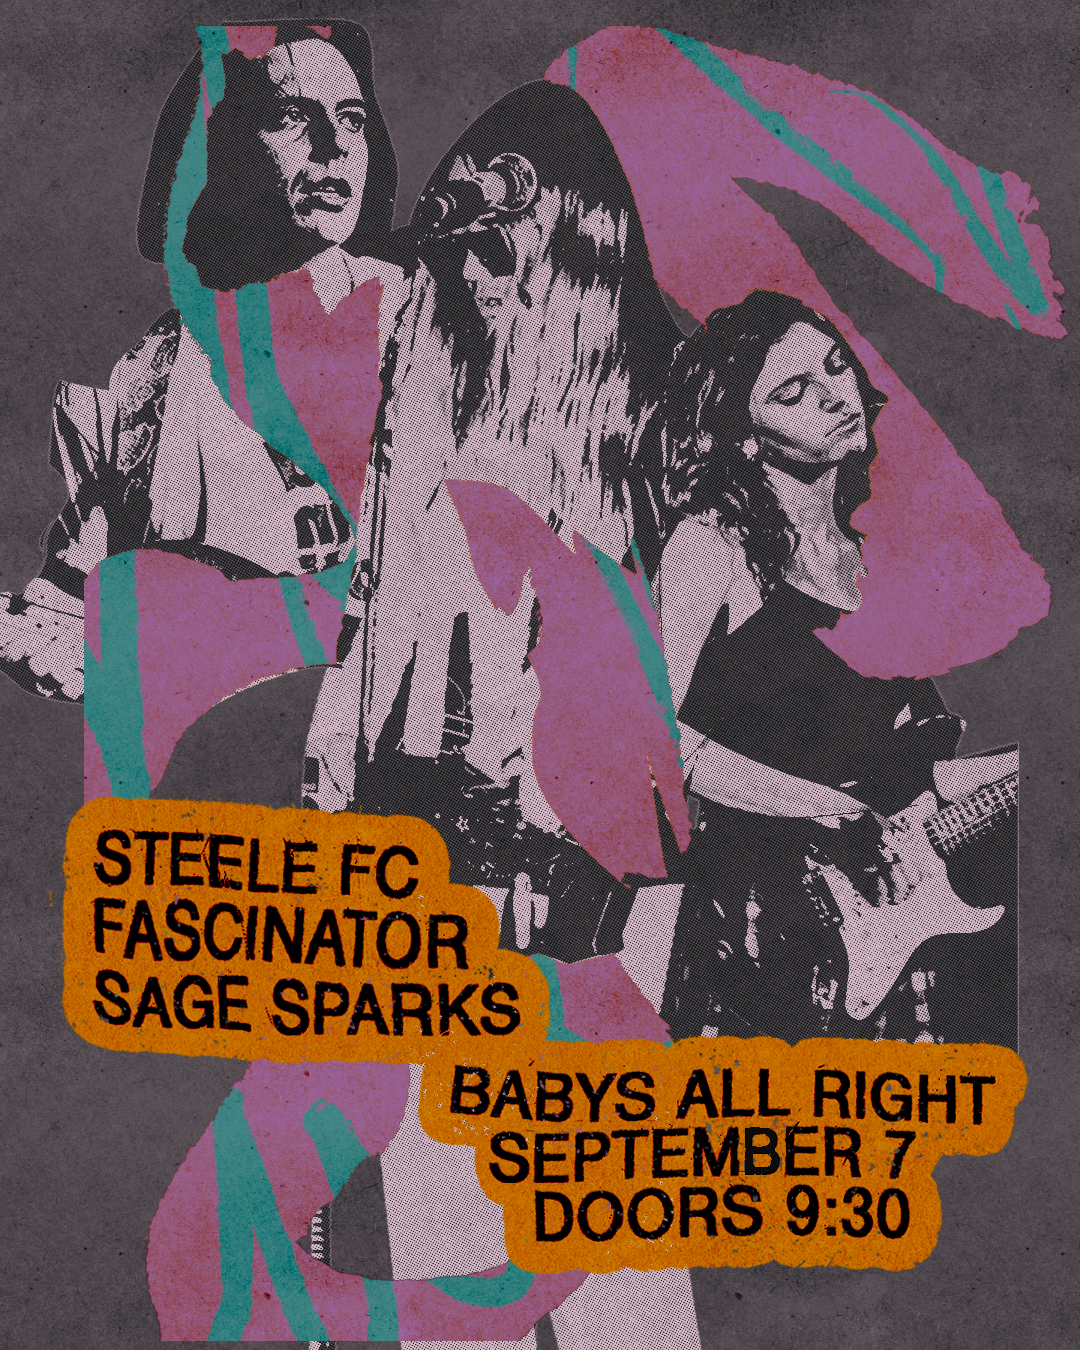 STEELE FC
FASCINATOR
SAGE SPARKS
BABYS ALL RIGHT
SEPTEMBER 7
DOORS 9:30